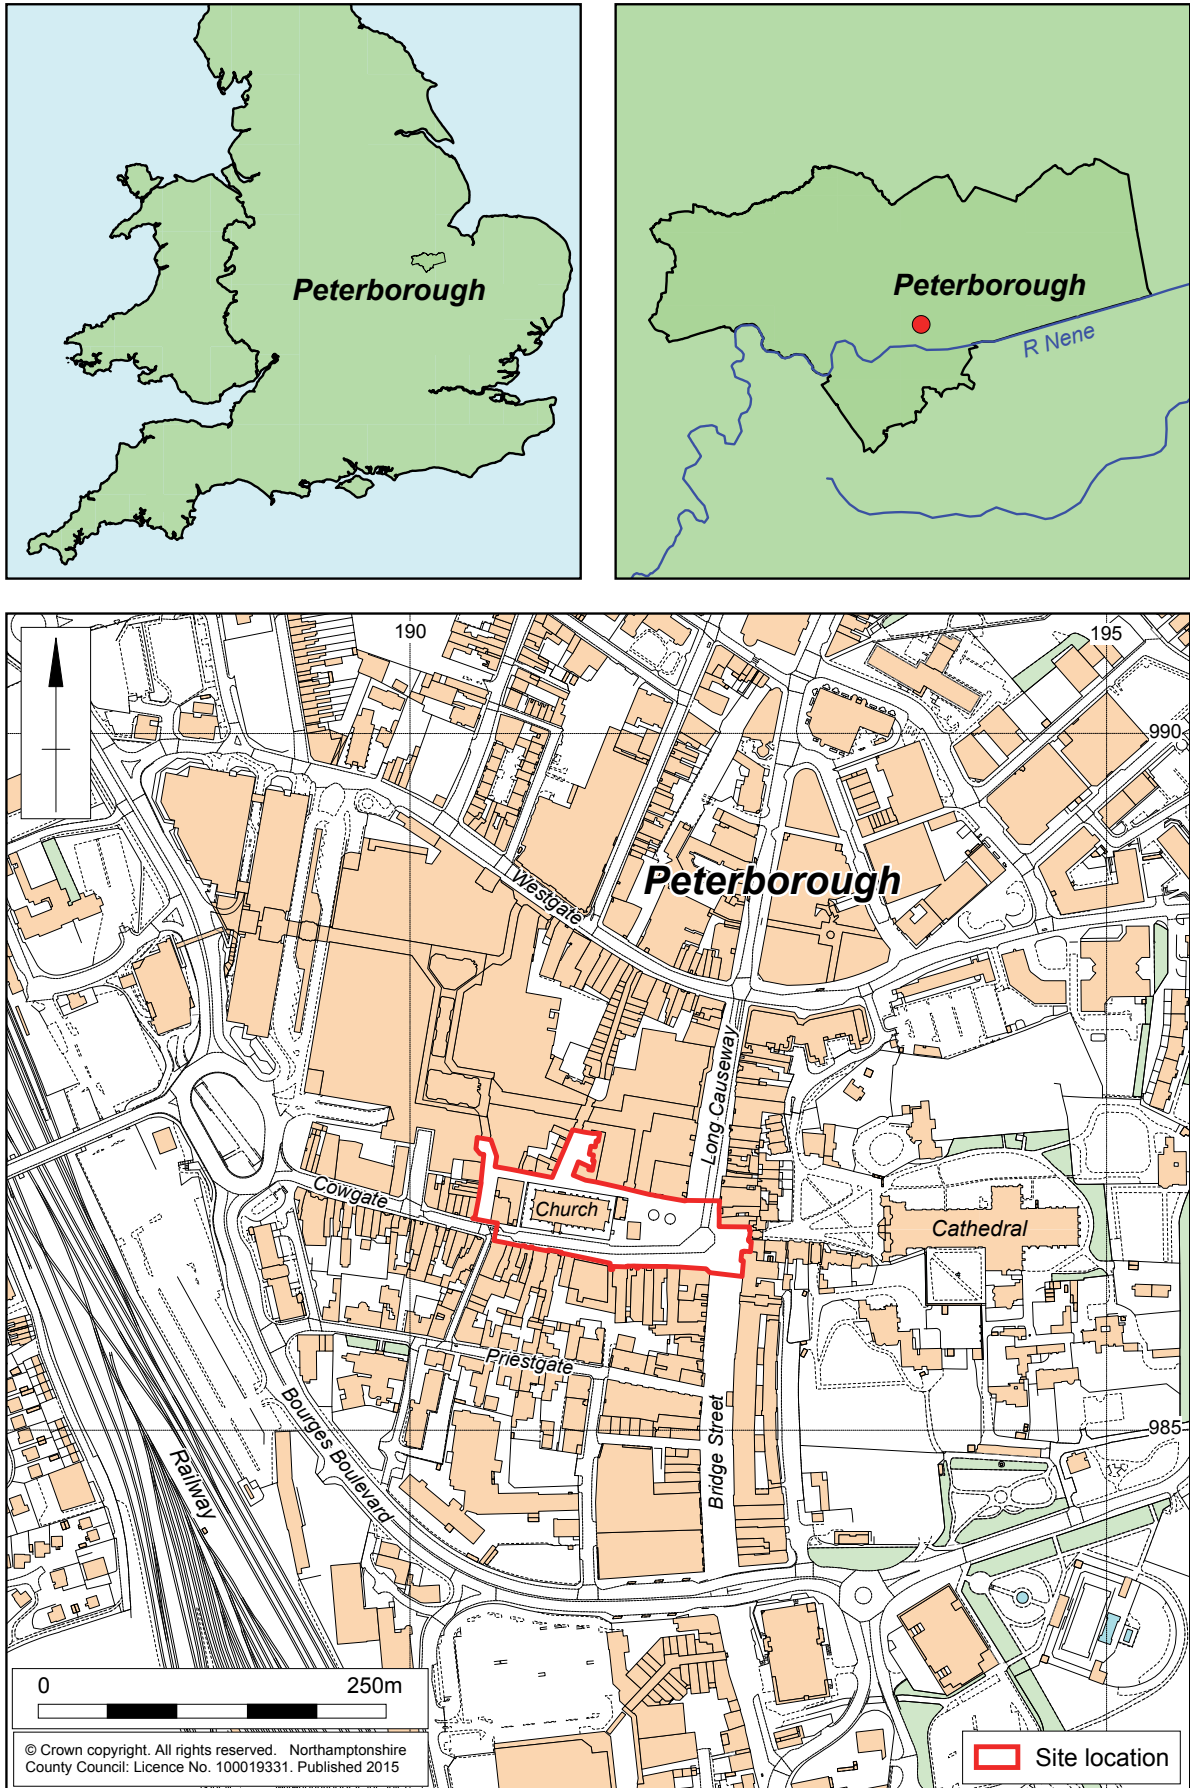 Peterborough
Peterborough
R Nene
190
195
990
Westgate
Peterborough
Long Causeway
Cowgate
Church
Cathedral
Priestgate
Bridge Street
985
Bourges Boulevard
Railway
0 250m
© Crown copyright. All rights reserved. Northamptonshire
County Council: Licence No. 100019331. Published 2015
Site location